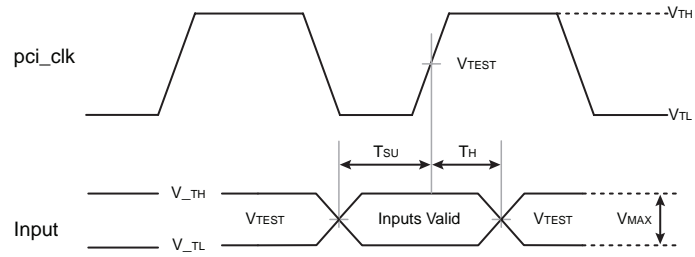 VTH
pci_clk
VTEST
VTL
TSU TH
V_TH
VTEST Inputs Valid VTEST VMAX
Input
V_TL